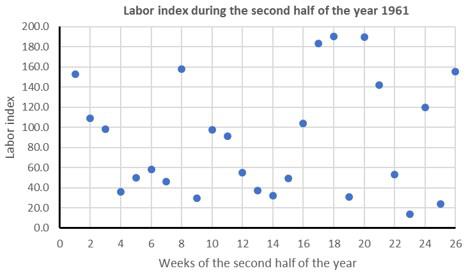 Labor index during the second half of the year 1961
200.0
180.0
160.0
140.0
120.0
100.0
80.0
60.0
40.0
20.0
0.0
Labor index
0 2 4 6 8 10 12 14 16 18 20 22 24 26
Weeks of the second half of the year